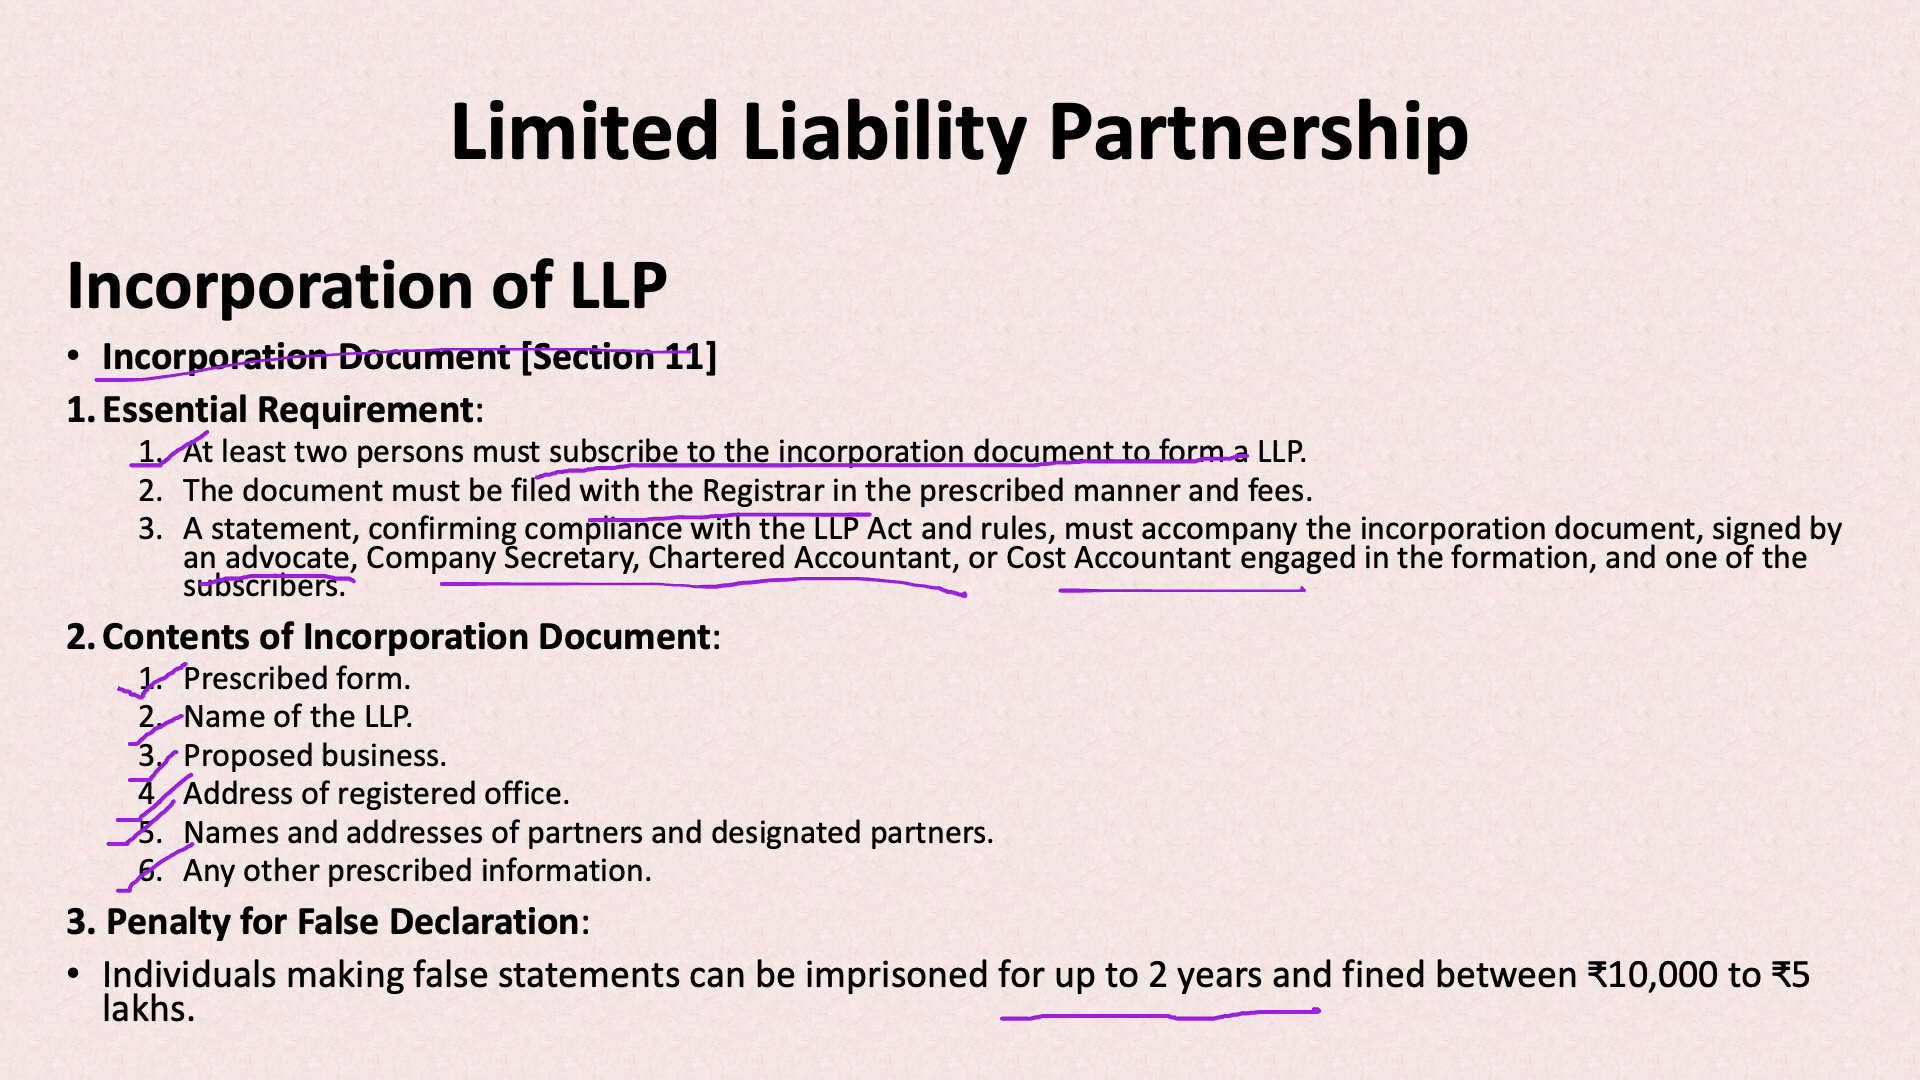 Limited Liability Partnership
Incorporation of LLP
• Incorporation Document [Section 11]
1. Essential Requirement:
1. At least two persons must subscribe to the incorporation document to form a LLP.
2. The document must be filed with the Registrar in the prescribed manner and fees.
3. A statement, confirming compliance with the LLP Act and rules, must accompany the incorporation document, signed by
an advocate, Company Secretary, Chartered Accountant, or Cost Accountant engaged in the formation, and one of the
subscribers.
2. Contents of Incorporation Document:
1. Prescribed form.
2. Name of the LLP.
3. Proposed business.
4. Address of registered office.
5. Names and addresses of partners and designated partners.
6. Any other prescribed information.
3. Penalty for False Declaration:
• Individuals making false statements can be imprisoned for up to 2 years and fined between ₹10,000 to ₹5
lakhs.